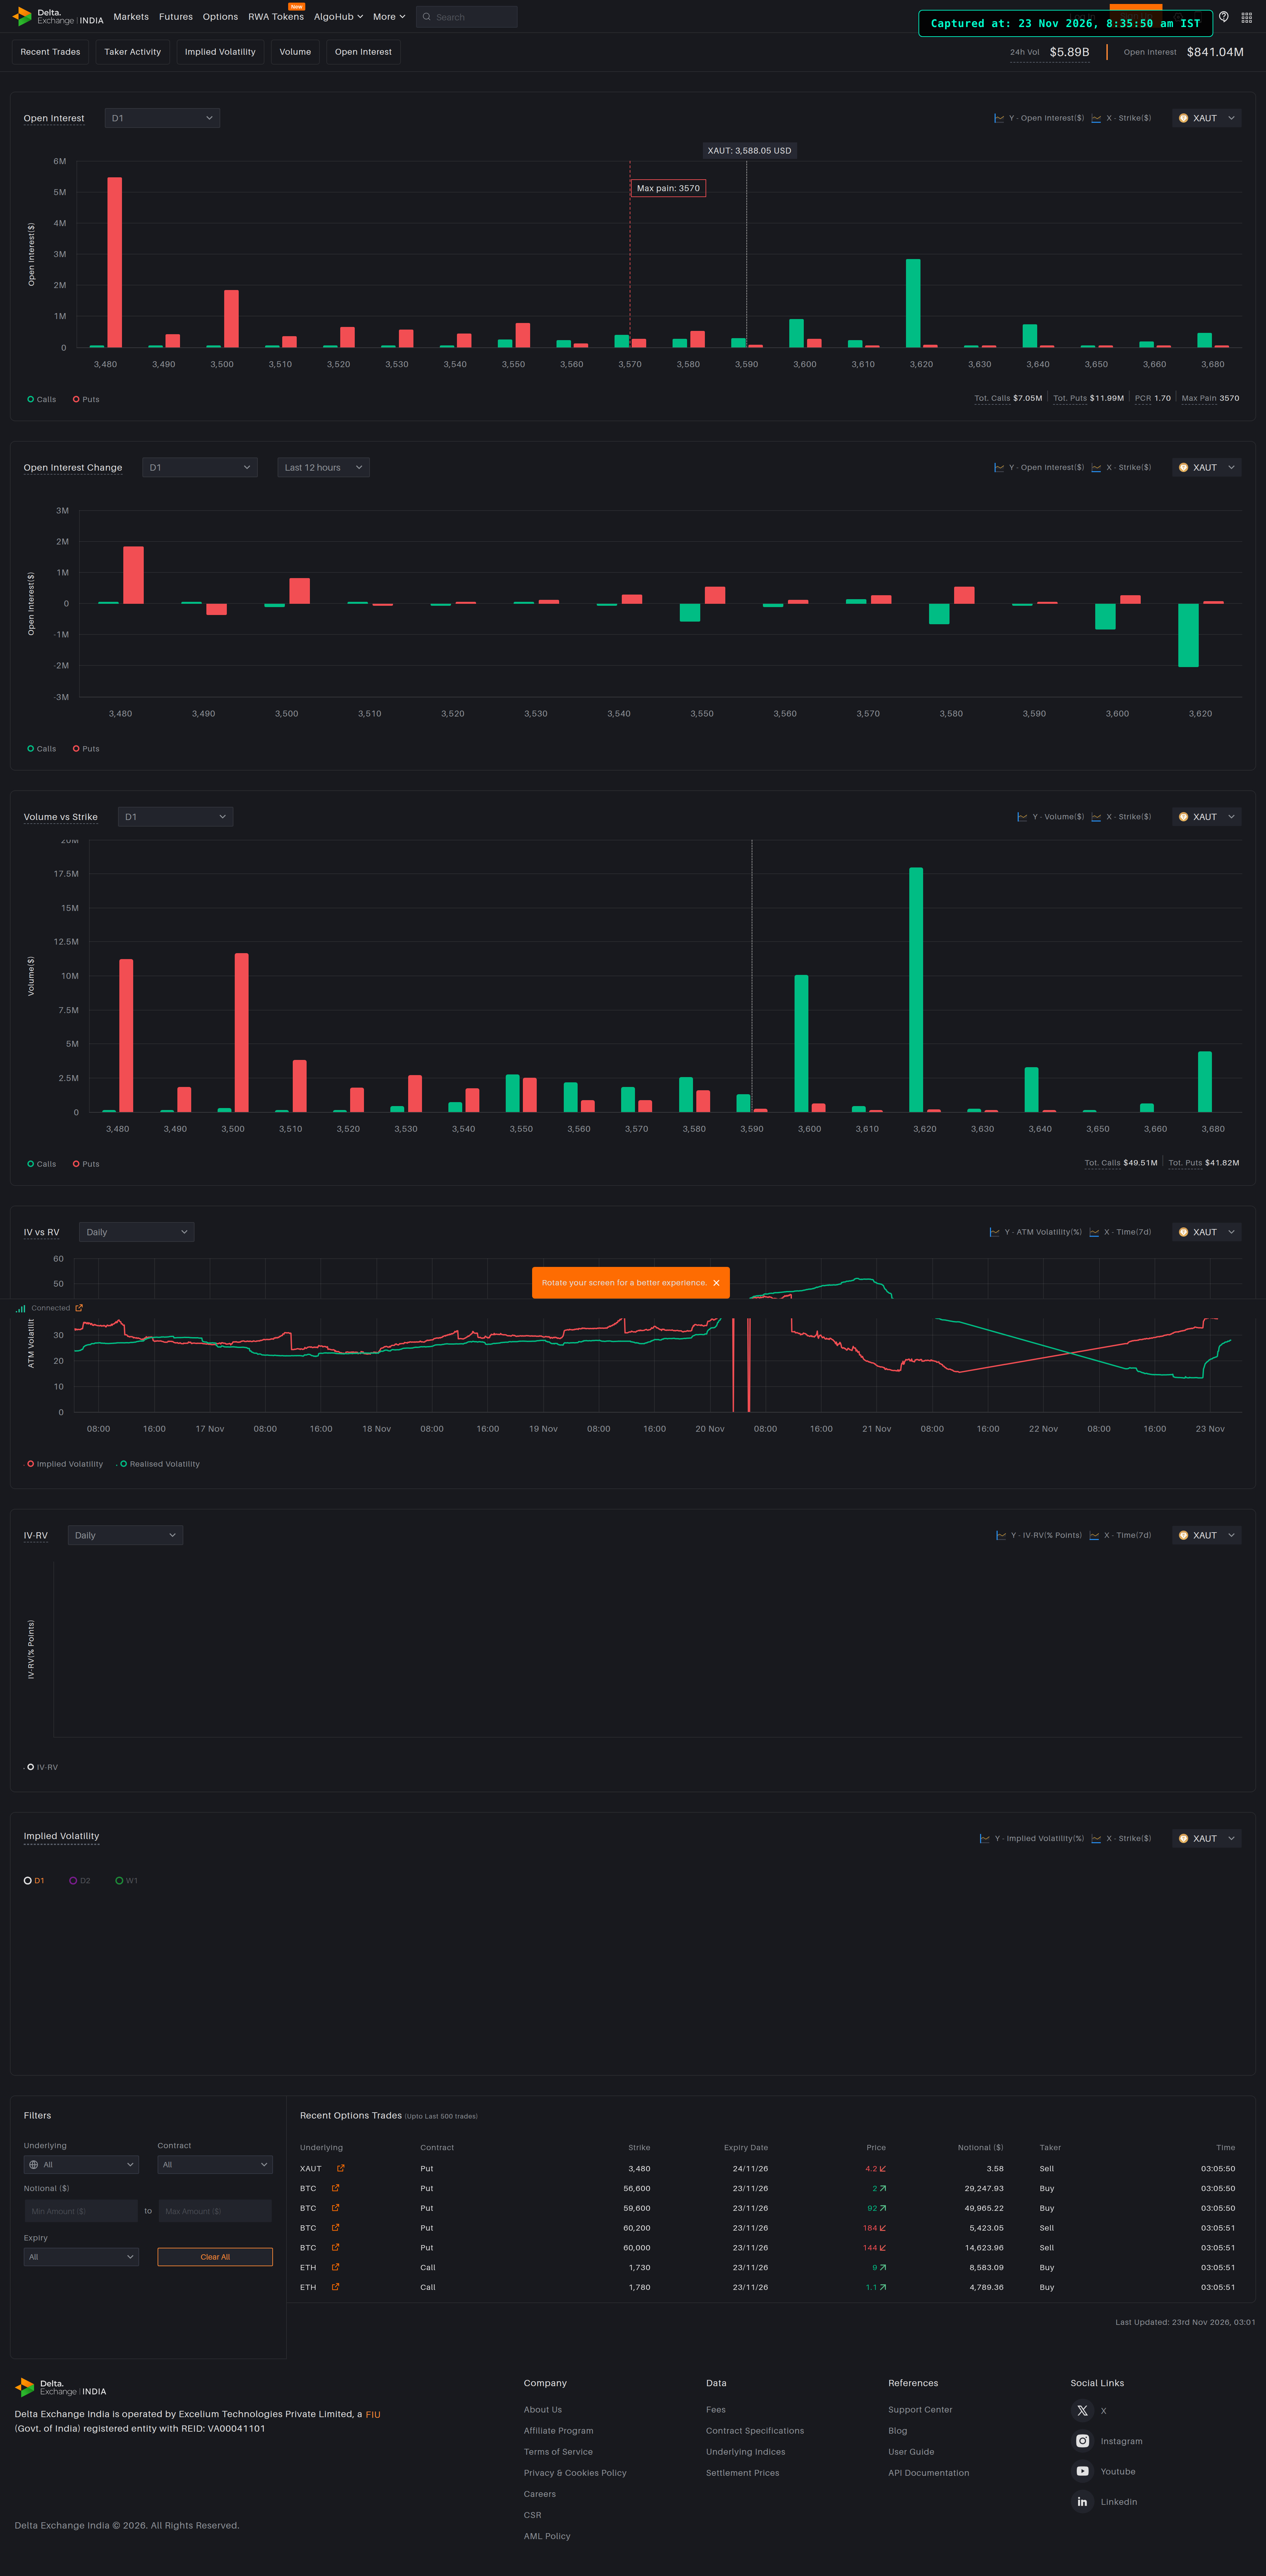 Delta. Exchange | INDIA Markets Futures Options RWA Tokens New AlgoHub More Search
Captured at: 23 Nov 2026, 8:35:50 am IST
Recent Trades Taker Activity Implied Volatility Volume Open Interest 24h Vol $5.89B Open Interest $841.04M
Open Interest D1 Y - Open Interest($) X - Strike($) XAUT
XAUT: 3,588.05 USD
Max pain: 3570
Open Interest($)
6M
5M
4M
3M
2M
1M
0
3,480 3,490 3,500 3,510 3,520 3,530 3,540 3,550 3,560 3,570 3,580 3,590 3,600 3,610 3,620 3,630 3,640 3,650 3,660 3,680
Calls Puts Tot. Calls $7.05M Tot. Puts $11.99M PCR 1.70 Max Pain 3570
Open Interest Change D1 Last 12 hours Y - Open Interest($) X - Strike($) XAUT
Open Interest($)
3M
2M
1M
0
-1M
-2M
-3M
3,480 3,490 3,500 3,510 3,520 3,530 3,540 3,550 3,560 3,570 3,580 3,590 3,600 3,620
Calls Puts
Volume vs Strike D1 Y - Volume($) X - Strike($) XAUT
Volume($)
20M
17.5M
15M
12.5M
10M
7.5M
5M
2.5M
0
3,480 3,490 3,500 3,510 3,520 3,530 3,540 3,550 3,560 3,570 3,580 3,590 3,600 3,610 3,620 3,630 3,640 3,650 3,660 3,680
Calls Puts Tot. Calls $49.51M Tot. Puts $41.82M
IV vs RV Daily Y - ATM Volatility(%) X - Time(7d) XAUT
60
50
Rotate your screen for a better experience.
Connected
ATM Volatilit
30
20
10
0
08:00 16:00 17 Nov 08:00 16:00 18 Nov 08:00 16:00 19 Nov 08:00 16:00 20 Nov 08:00 16:00 21 Nov 08:00 16:00 22 Nov 08:00 16:00 23 Nov
Implied Volatility Realised Volatility
IV-RV Daily Y - IV-RV(% Points) X - Time(7d) XAUT
IV-RV(% Points)
IV-RV
Implied Volatility Y - Implied Volatility(%) X - Strike($) XAUT
D1 D2 W1
Filters
Underlying Contract
All All
Notional ($)
Min Amount ($) to Max Amount ($)
Expiry
All Clear All
Recent Options Trades (Upto Last 500 trades)
Underlying Contract Strike Expiry Date Price Notional ($) Taker Time
XAUT Put 3,480 24/11/26 4.2 3.58 Sell 03:05:50
BTC Put 56,600 23/11/26 2 29,247.93 Buy 03:05:50
BTC Put 59,600 23/11/26 92 49,965.22 Buy 03:05:50
BTC Put 60,200 23/11/26 184 5,423.05 Sell 03:05:51
BTC Put 60,000 23/11/26 144 14,623.96 Sell 03:05:51
ETH Call 1,730 23/11/26 9 8,583.09 Buy 03:05:51
ETH Call 1,780 23/11/26 1.1 4,789.36 Buy 03:05:51
Last Updated: 23rd Nov 2026, 03:01
Delta. Exchange | INDIA
Delta Exchange India is operated by Excelium Technologies Private Limited, a FIU
(Govt. of India) registered entity with REID: VA00041101
Delta Exchange India © 2026. All Rights Reserved.
Company
About Us
Affiliate Program
Terms of Service
Privacy & Cookies Policy
Careers
CSR
AML Policy
Data
Fees
Contract Specifications
Underlying Indices
Settlement Prices
References
Support Center
Blog
User Guide
API Documentation
Social Links
X
Instagram
Youtube
Linkedin